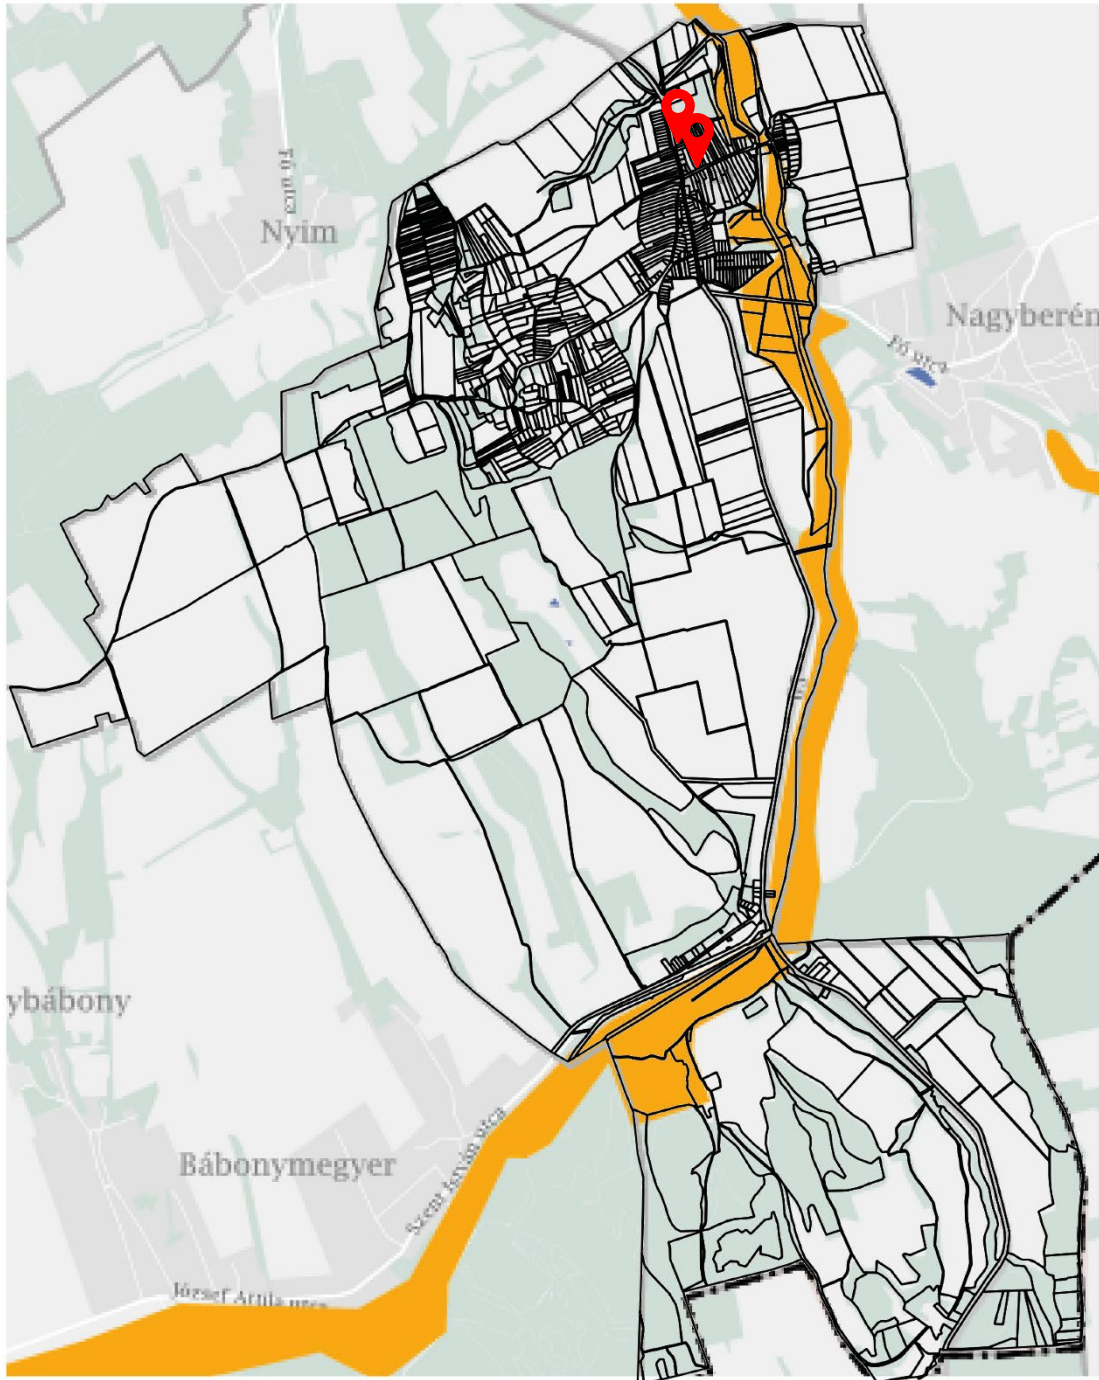 Fő utca
Nyim
Nagyberén
Fő utca
ybábony
Bábonymegyer
Szent István utca
József Attila utca